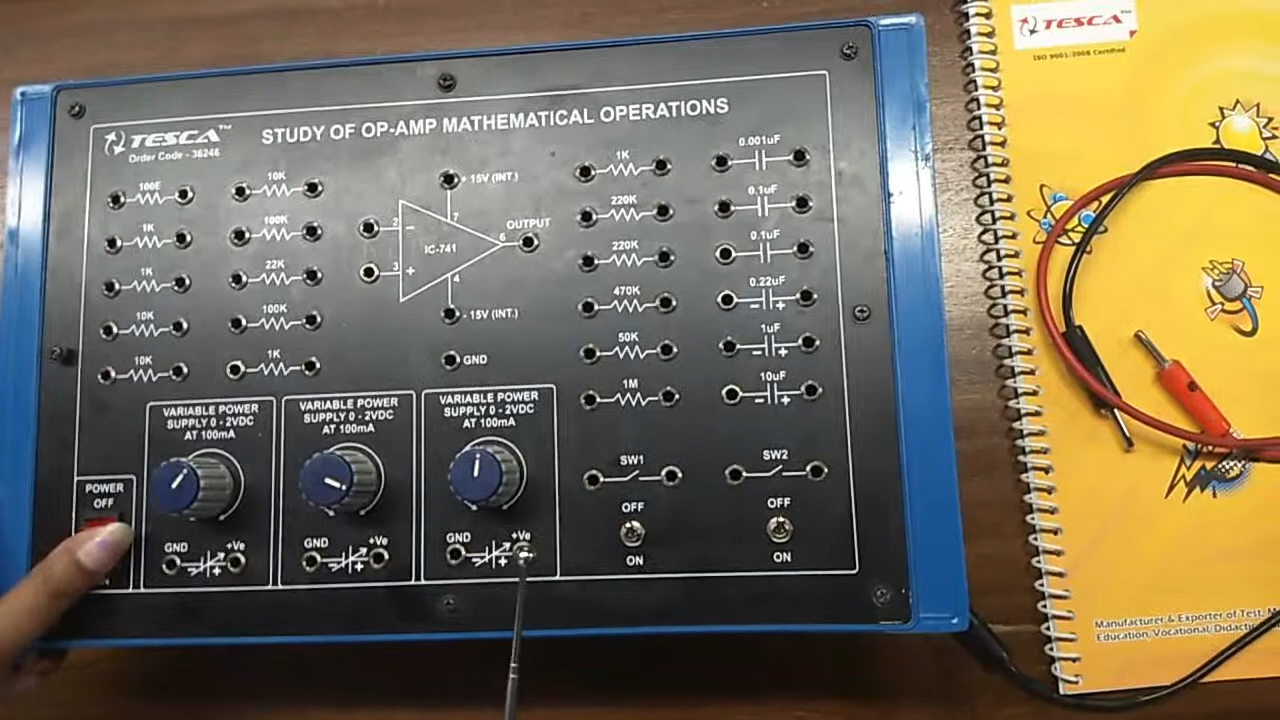 TESCA™
Order Code - 36246
STUDY OF OP-AMP MATHEMATICAL OPERATIONS
100E
1K
1K
10K
10K
10K
100K
22K
100K
1K
+ 15V (INT.)
2
7
IC-741
6
OUTPUT
3
4
- 15V (INT.)
GND
1K
220K
220K
470K
50K
1M
0.001uF
0.1uF
0.1uF
0.22uF
1uF
10uF
VARIABLE POWER
SUPPLY 0 - 2VDC
AT 100mA
GND
+Ve
VARIABLE POWER
SUPPLY 0 - 2VDC
AT 100mA
GND
+Ve
VARIABLE POWER
SUPPLY 0 - 2VDC
AT 100mA
GND
+Ve
POWER
OFF
SW1
OFF
ON
SW2
OFF
ON
TESCA
ISO 9001:2008 Certified
Manufacturer & Exporter of Test,
Education, Vocational,